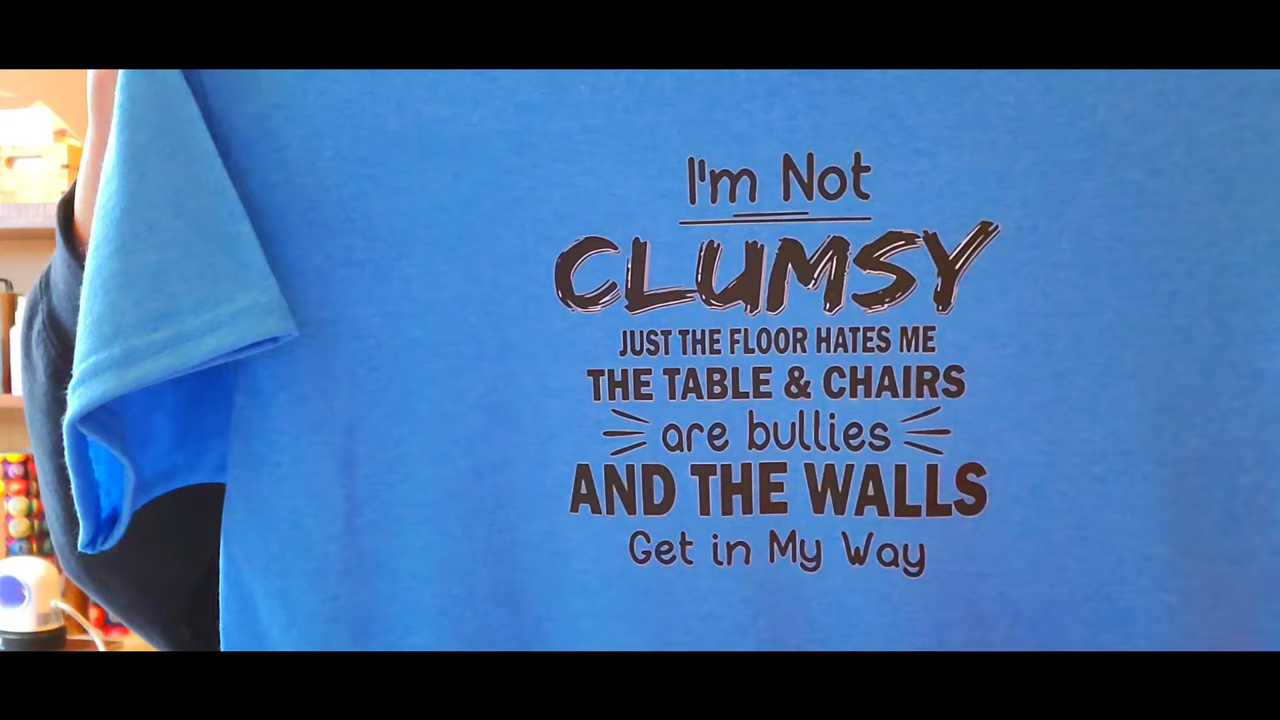 I'm Not
CLUMSY
JUST THE FLOOR HATES ME
THE TABLE & CHAIRS
are bullies
AND THE WALLS
Get in My Way